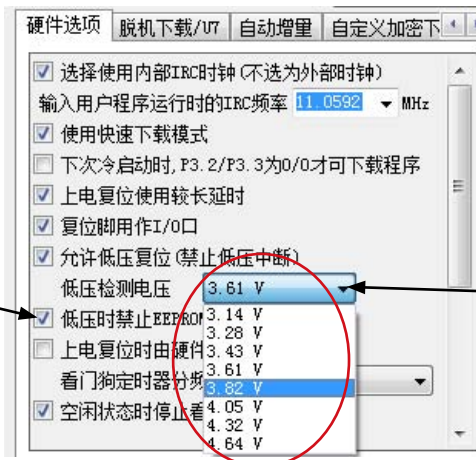 硬件选项 脱机下载/U7 自动增量 自定义加密下
选择使用内部IRC时钟(不选为外部时钟)
输入用户程序运行时的IRC频率 11.0592 MHz
使用快速下载模式
下次冷启动时,P3.2/P3.3为0/0才可下载程序
上电复位使用较长延时
复位脚用作I/O口
允许低压复位(禁止低压中断)
低压检测电压 3.61 V
低压时禁止EEPROM
3.14 V
3.28 V
上电复位时由硬件
3.43 V
3.61 V
看门狗定时器分频
3.82 V
空闲状态时停止看
4.05 V
4.32 V
4.64 V